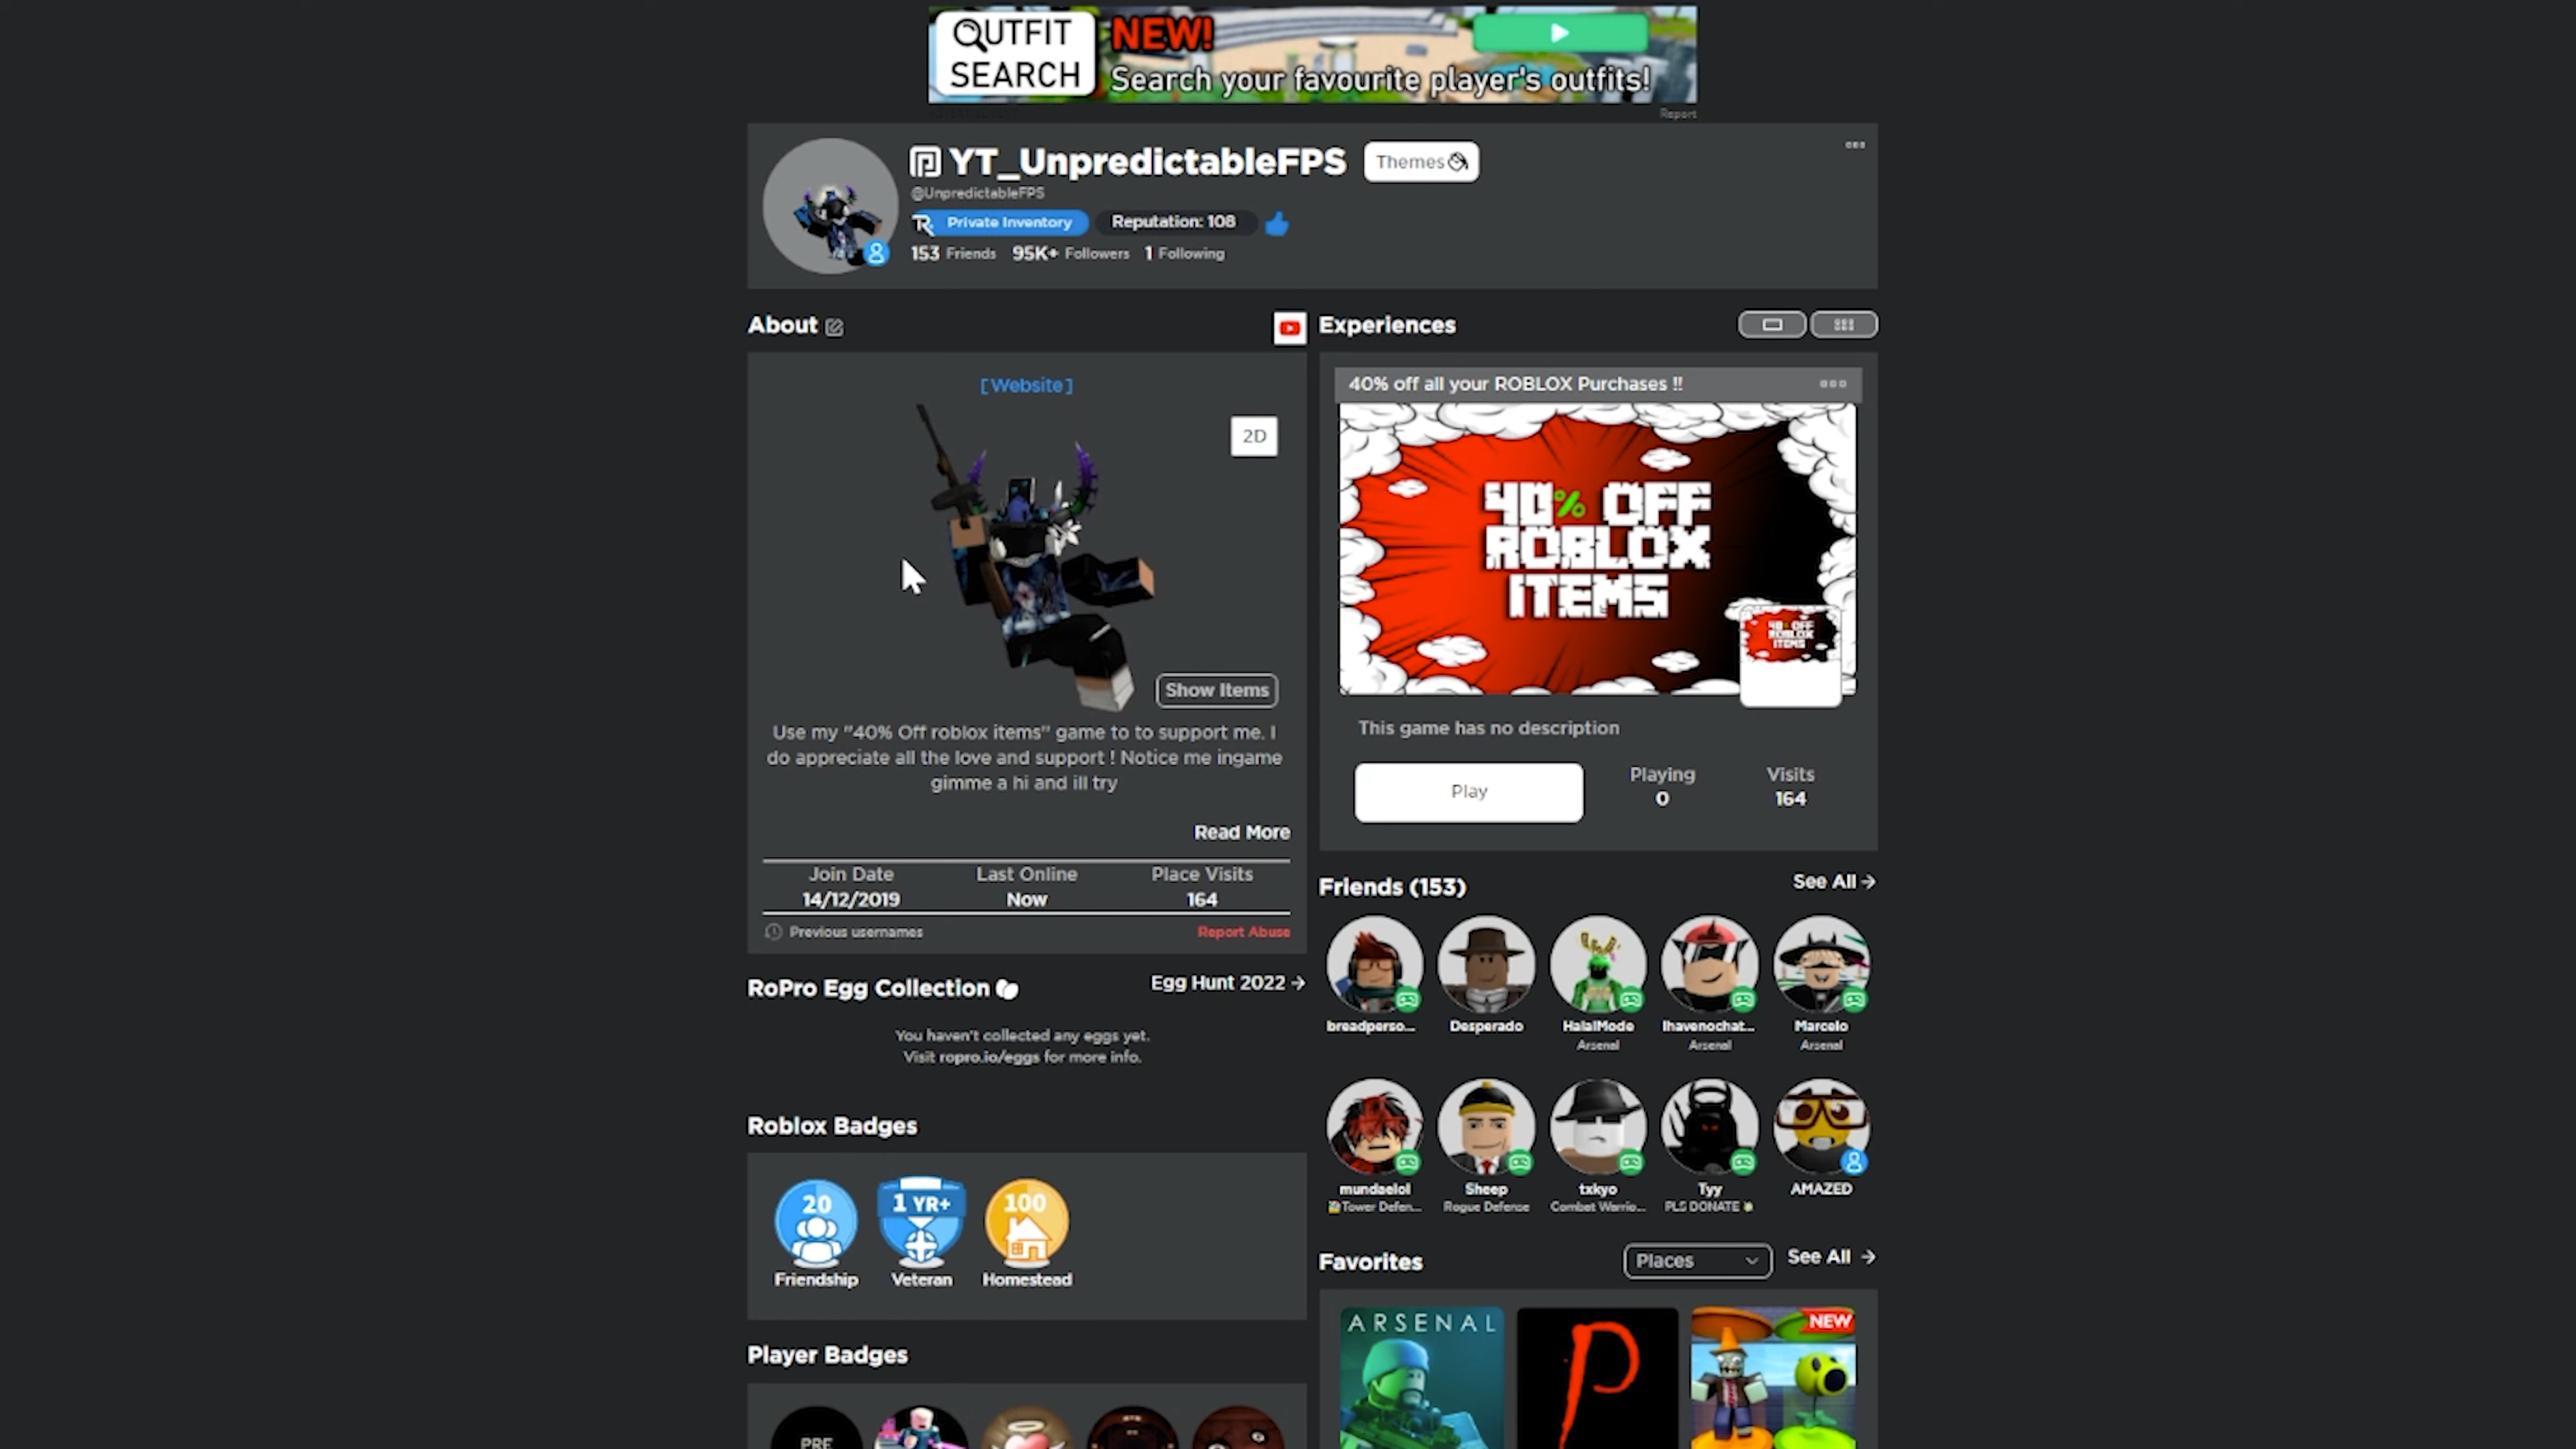 OUTFIT SEARCH
NEW!
Search your favourite player's outfits!
Report
YT_UnpredictableFPS
Themes
@UnpredictableFPS
Private Inventory
Reputation: 108
153 Friends 95K+ Followers 1 Following
About
[ Website ]
2D
Show Items
Use my "40% Off roblox items" game to to support me. I
do appreciate all the love and support ! Notice me ingame
gimme a hi and ill try
Read More
Join Date Last Online Place Visits
14/12/2019 Now 164
Previous usernames
Report Abuse
RoPro Egg Collection
Egg Hunt 2022
You haven't collected any eggs yet.
Visit ropro.io/eggs for more info.
Roblox Badges
20
1 YR+
100
Friendship Veteran Homestead
Player Badges
PRE
Experiences
40% off all your ROBLOX Purchases !!
40% OFF
ROBLOX
ITEMS
40% OFF
ROBLOX
ITEMS
This game has no description
Play
Playing Visits
0 164
Friends (153)
See All
breadperso... Desperado HalalMode Ihavenochat... Marcelo
Arsenal Arsenal Arsenal
mundaelol Sheep txkyo Tyy AMAZED
Tower Defen... Rogue Defense Combat Warrio... PLS DONATE
Favorites
Places
See All
ARSENAL
P
NEW